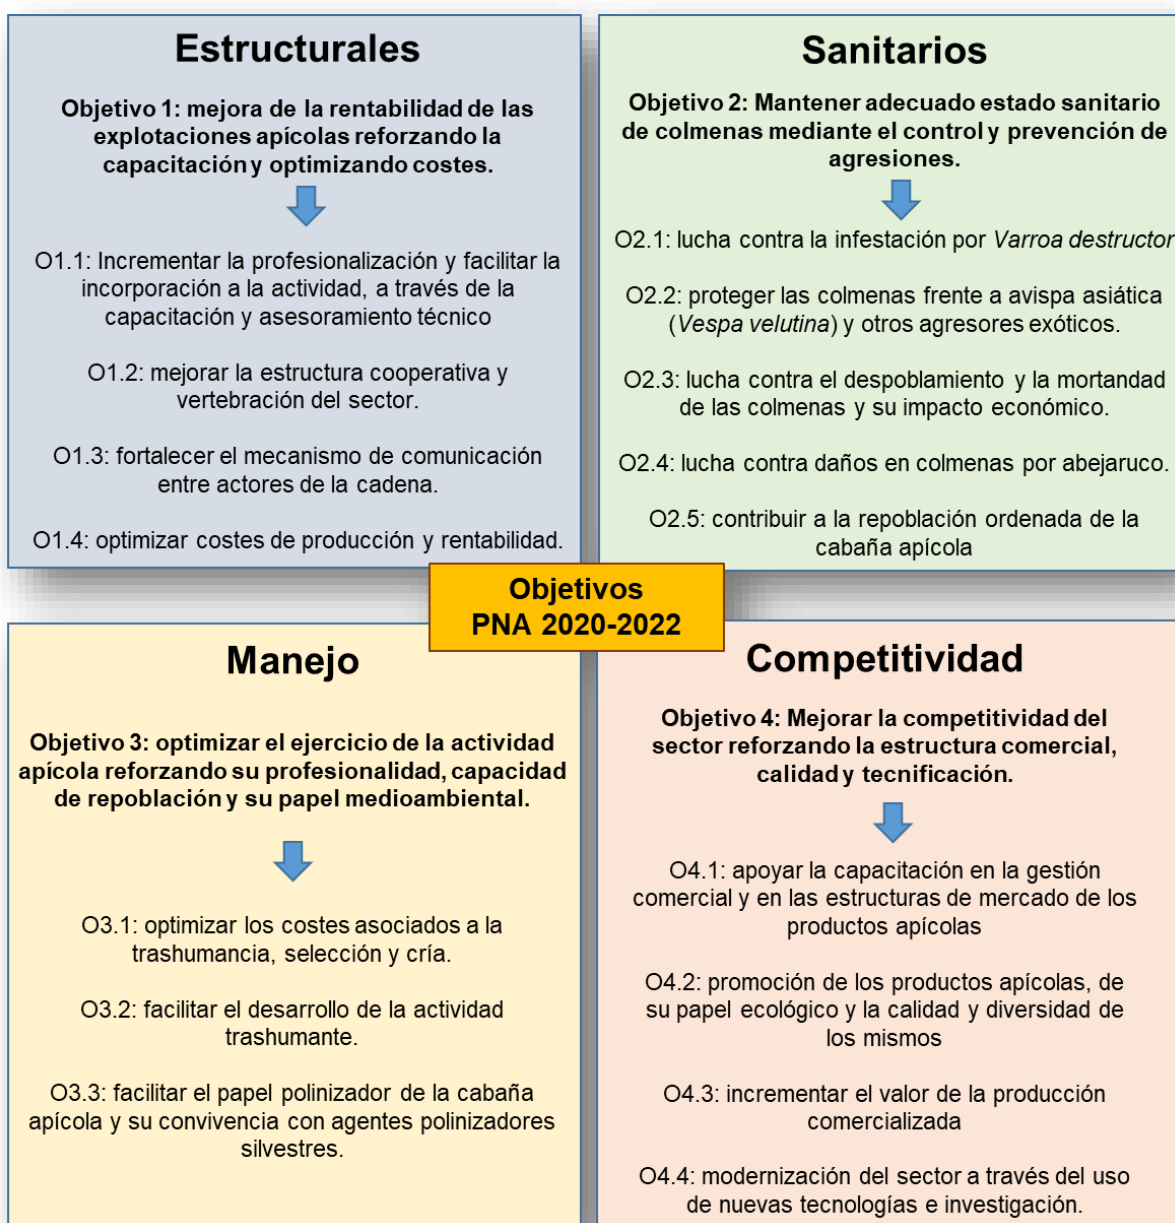 Estructurales
Objetivo 1: mejora de la rentabilidad de las
explotaciones apícolas reforzando la
capacitación y optimizando costes.
O1.1: Incrementar la profesionalización y facilitar la
incorporación a la actividad, a través de la
capacitación y asesoramiento técnico
O1.2: mejorar la estructura cooperativa y
vertebración del sector.
O1.3: fortalecer el mecanismo de comunicación
entre actores de la cadena.
O1.4: optimizar costes de producción y rentabilidad.
Sanitarios
Objetivo 2: Mantener adecuado estado sanitario
de colmenas mediante el control y prevención de
agresiones.
O2.1: lucha contra la infestación por Varroa destructor
O2.2: proteger las colmenas frente a avispa asiática
(Vespa velutina) y otros agresores exóticos.
O2.3: lucha contra el despoblamiento y la mortandad
de las colmenas y su impacto económico.
O2.4: lucha contra daños en colmenas por abejaruco.
O2.5: contribuir a la repoblación ordenada de la
cabaña apícola
Objetivos
PNA 2020-2022
Manejo
Objetivo 3: optimizar el ejercicio de la actividad
apícola reforzando su profesionalidad, capacidad
de repoblación y su papel medioambiental.
O3.1: optimizar los costes asociados a la
trashumancia, selección y cría.
O3.2: facilitar el desarrollo de la actividad
trashumante.
O3.3: facilitar el papel polinizador de la cabaña
apícola y su convivencia con agentes polinizadores
silvestres.
Competitividad
Objetivo 4: Mejorar la competitividad del
sector reforzando la estructura comercial,
calidad y tecnificación.
O4.1: apoyar la capacitación en la gestión
comercial y en las estructuras de mercado de los
productos apícolas
O4.2: promoción de los productos apícolas, de
su papel ecológico y la calidad y diversidad de
los mismos
O4.3: incrementar el valor de la producción
comercializada
O4.4: modernización del sector a través del uso
de nuevas tecnologías e investigación.